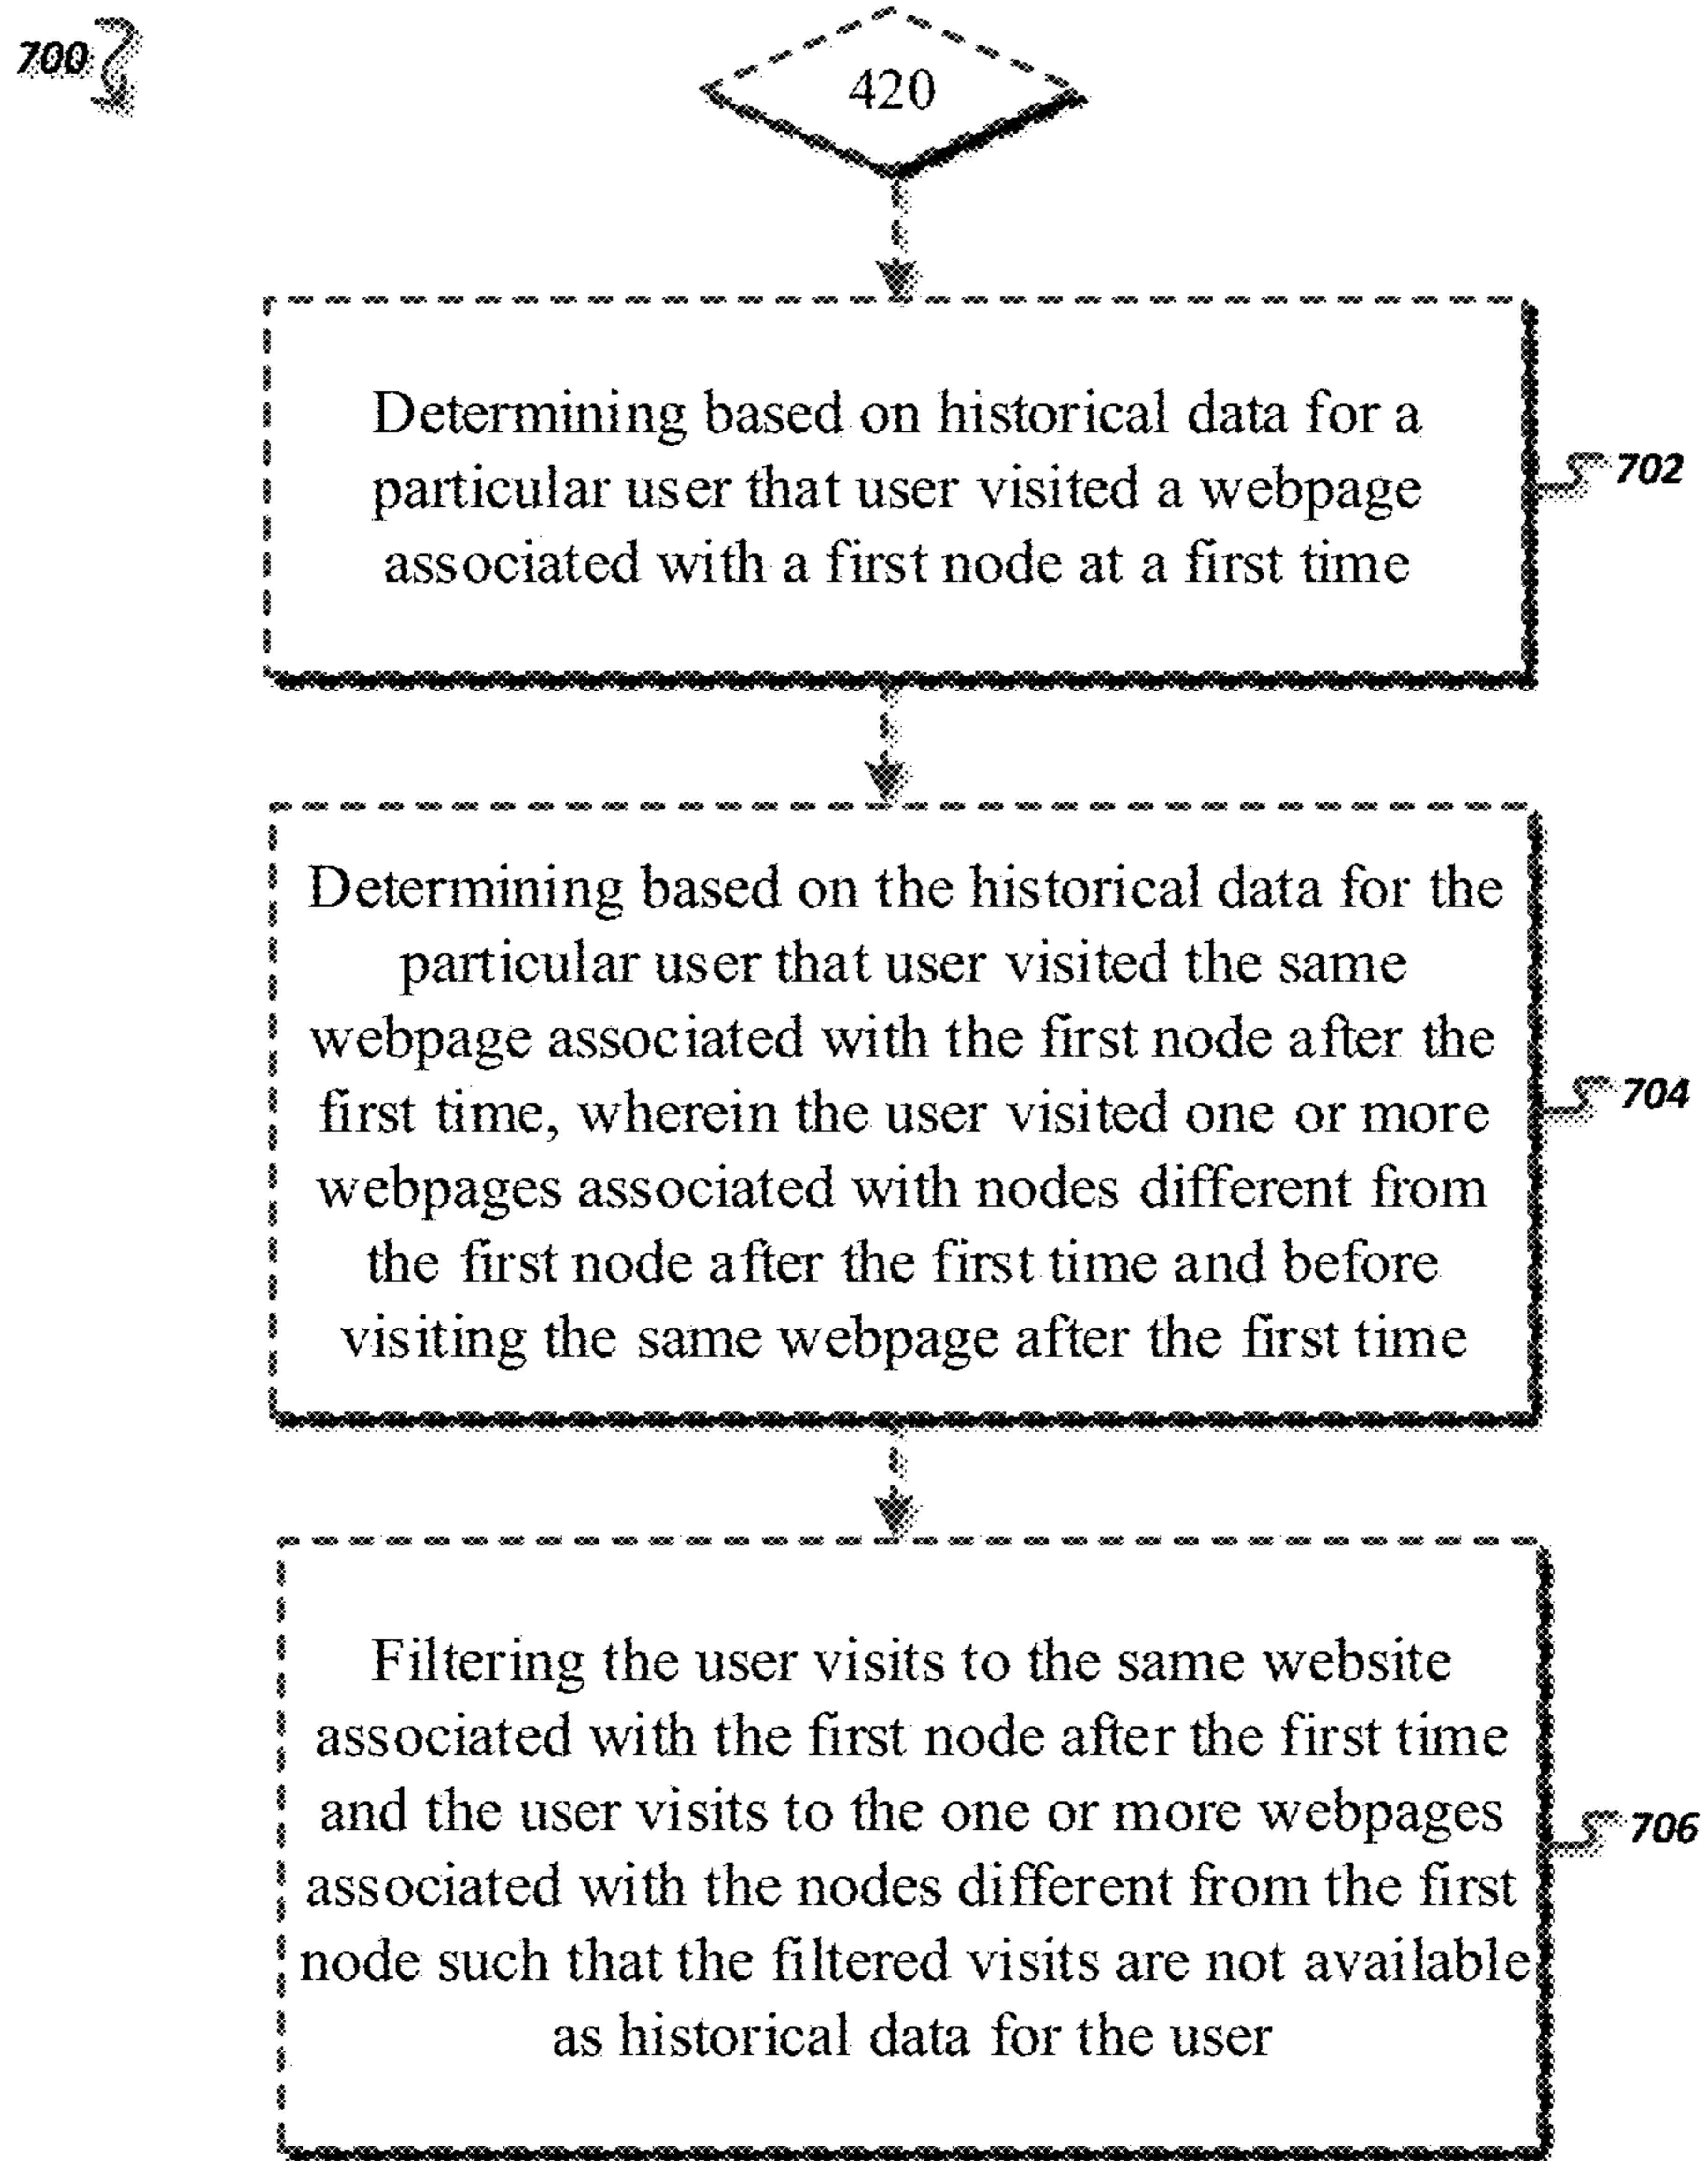 700
420
Determining based on historical data for a
particular user that user visited a webpage
associated with a first node at a first time
702
Determining based on the historical data for the
particular user that user visited the same
webpage associated with the first node after the
first time, wherein the user visited one or more
webpages associated with nodes different from
the first node after the first time and before
visiting the same webpage after the first time
704
Filtering the user visits to the same website
associated with the first node after the first time
and the user visits to the one or more webpages
associated with the nodes different from the first
node such that the filtered visits are not available
as historical data for the user
706